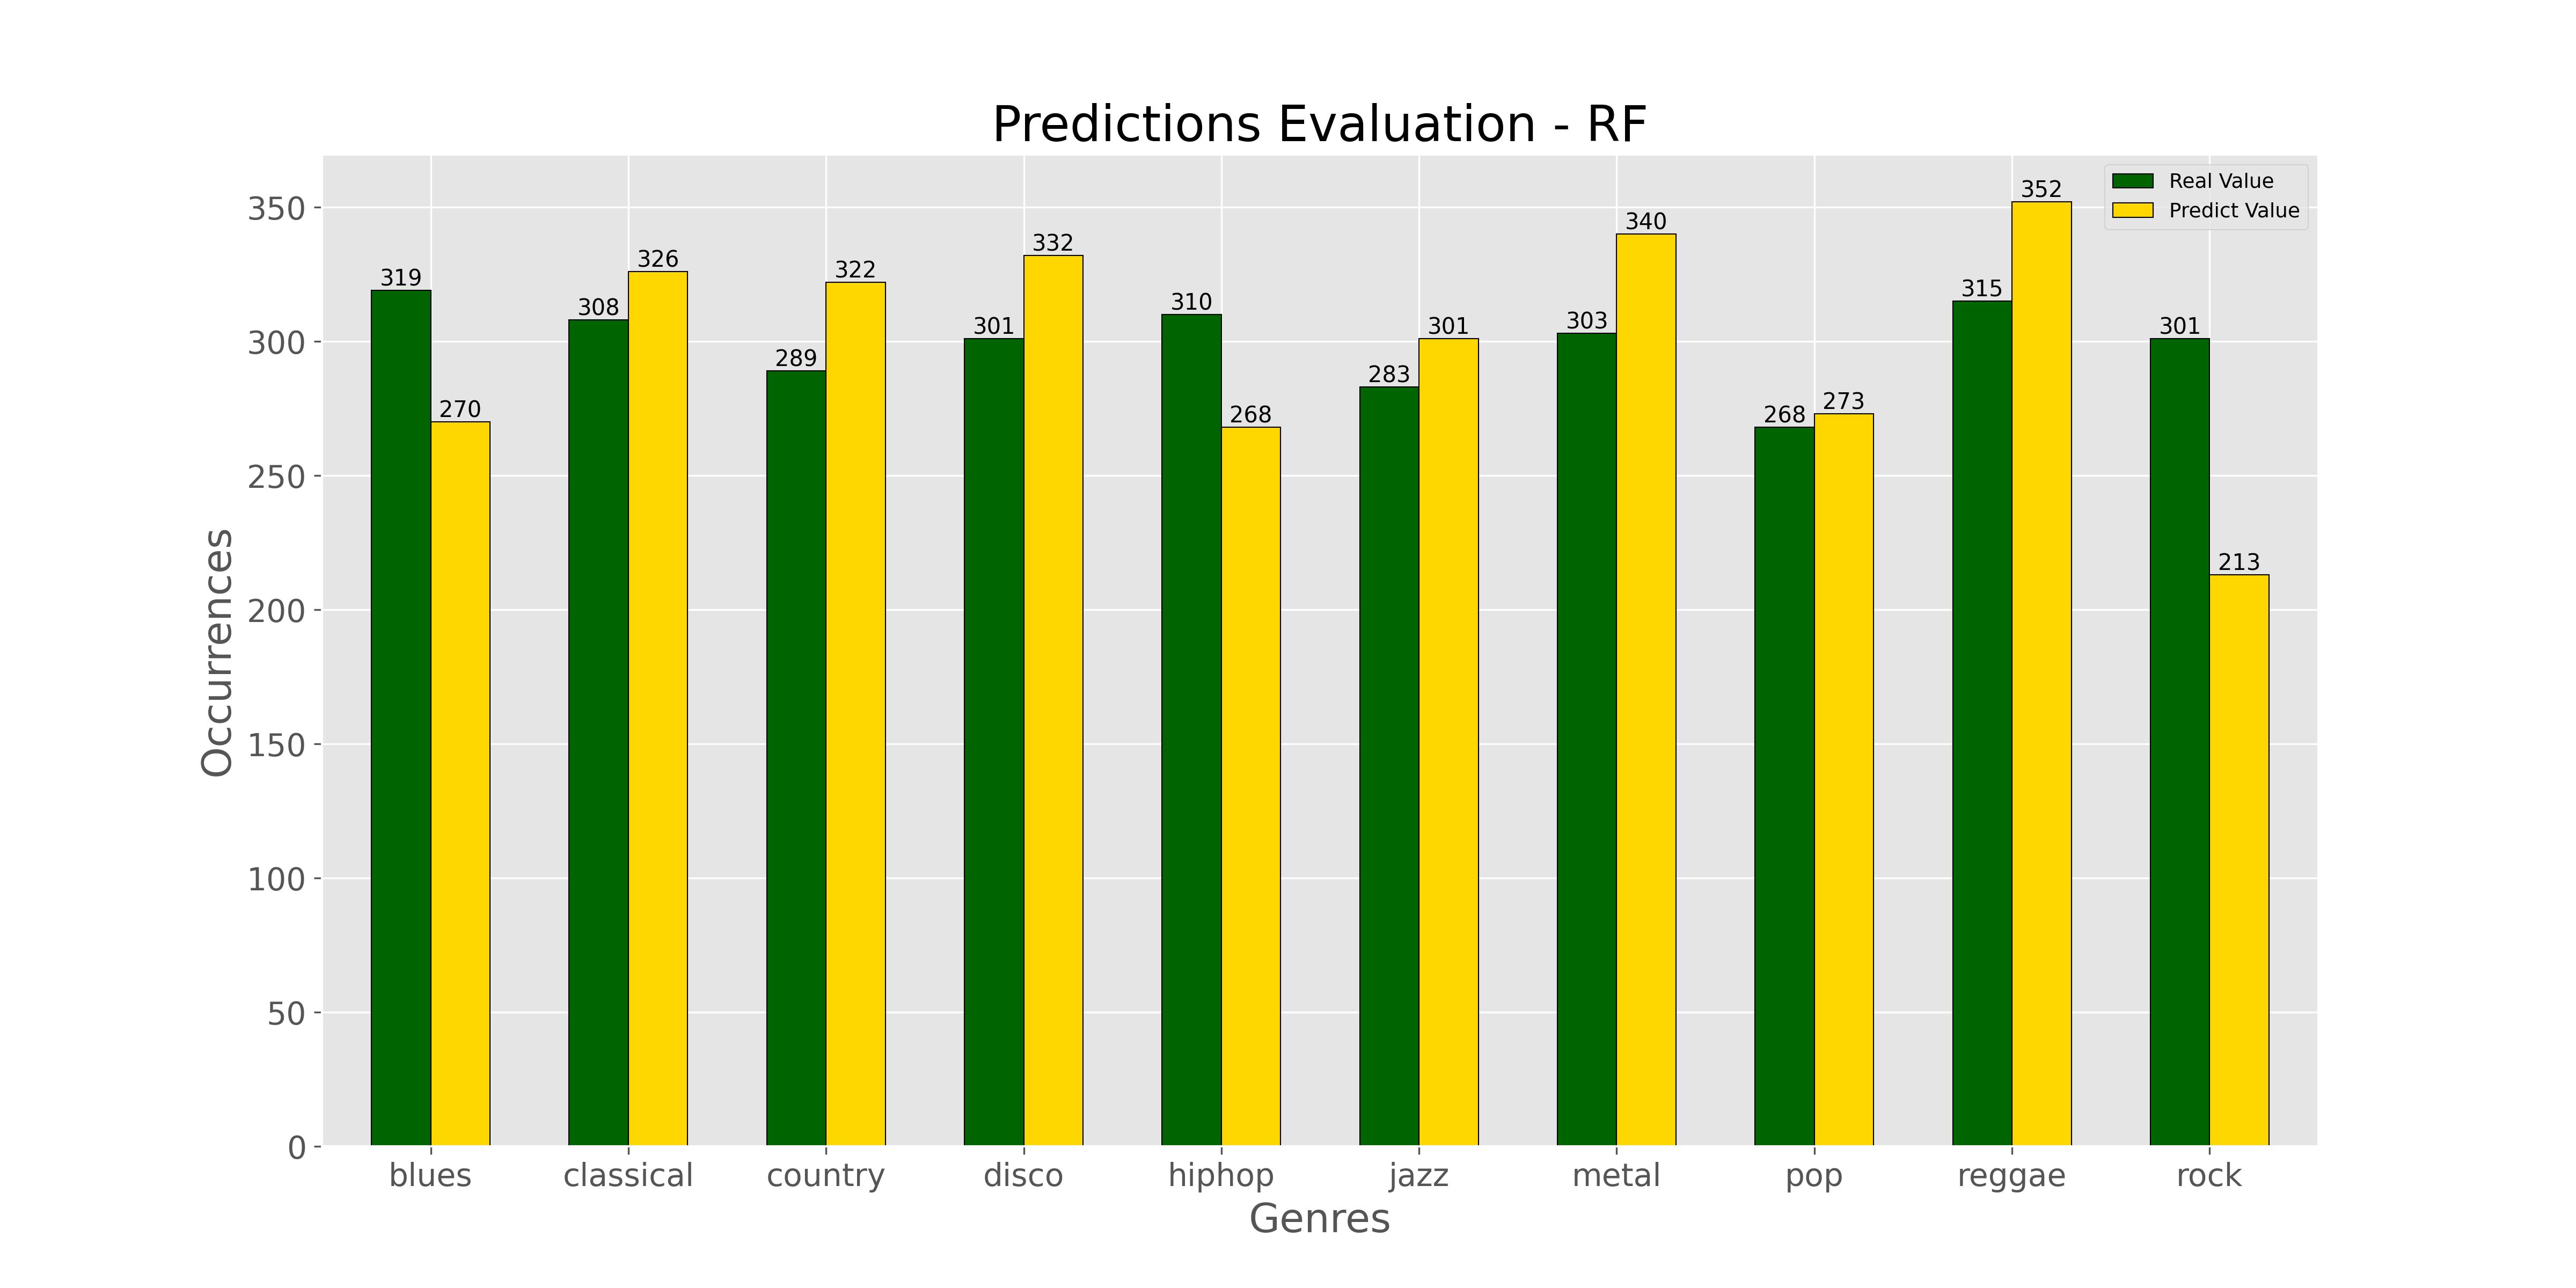 Predictions Evaluation - RF
Real Value
Predict Value
350
300
250
200
150
100
50
0
Occurrences
319
270
308
326
289
322
301
332
310
268
283
301
303
340
268
273
315
352
301
213
blues
classical
country
disco
hiphop
jazz
metal
pop
reggae
rock
Genres